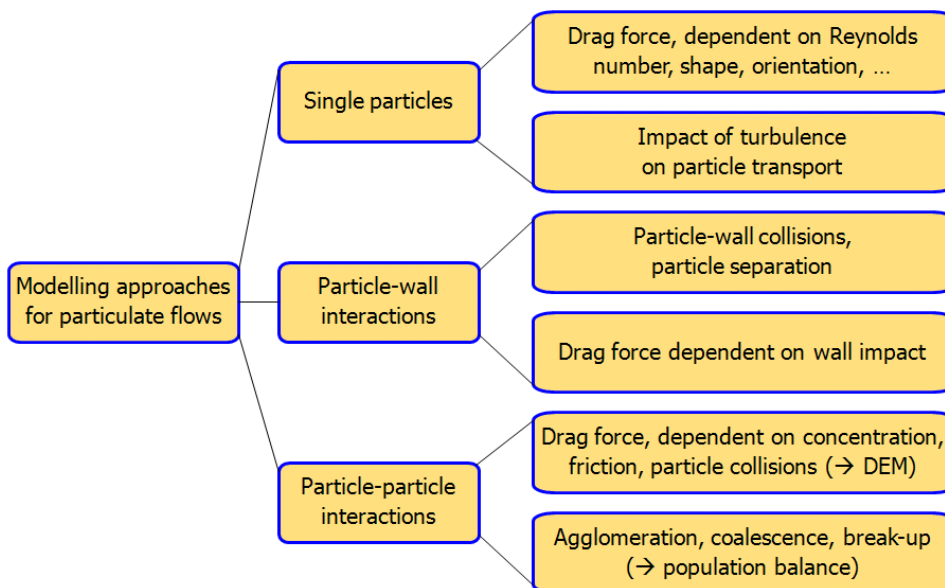 Modelling approaches
for particulate flows
Single particles
Drag force, dependent on Reynolds
number, shape, orientation, ...
Impact of turbulence
on particle transport
Particle-wall
interactions
Particle-wall collisions,
particle separation
Drag force dependent on wall impact
Particle-particle
interactions
Drag force, dependent on concentration,
friction, particle collisions (→ DEM)
Agglomeration, coalescence, break-up
(→ population balance)